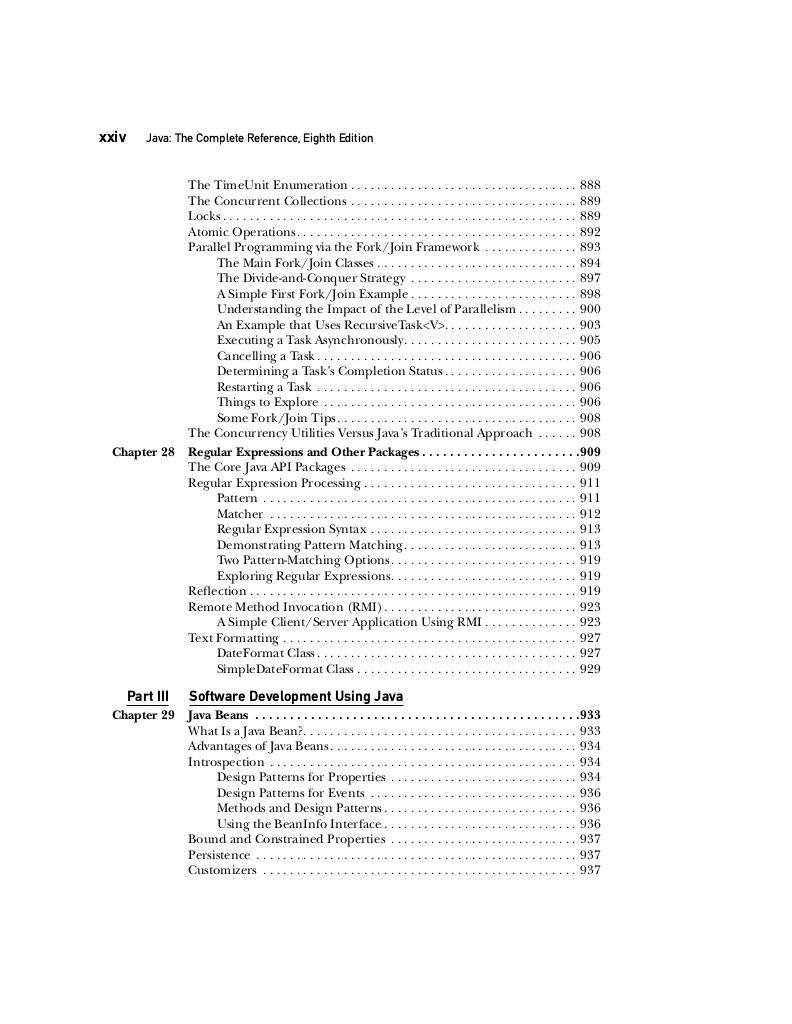 xxiv Java: The Complete Reference, Eighth Edition
The TimeUnit Enumeration . . . . . . . . . . . . . . . . . . . . . . . . . . . . . . . . . . 888
The Concurrent Collections . . . . . . . . . . . . . . . . . . . . . . . . . . . . . . . . . . 889
Locks . . . . . . . . . . . . . . . . . . . . . . . . . . . . . . . . . . . . . . . . . . . . . . . . . . . . . 889
Atomic Operations. . . . . . . . . . . . . . . . . . . . . . . . . . . . . . . . . . . . . . . . . . 892
Parallel Programming via the Fork/Join Framework . . . . . . . . . . . . . . 893
The Main Fork/Join Classes . . . . . . . . . . . . . . . . . . . . . . . . . . . . . . 894
The Divide-and-Conquer Strategy . . . . . . . . . . . . . . . . . . . . . . . . . 897
A Simple First Fork/Join Example . . . . . . . . . . . . . . . . . . . . . . . . . 898
Understanding the Impact of the Level of Parallelism . . . . . . . . . 900
An Example that Uses RecursiveTask<V>. . . . . . . . . . . . . . . . . . . . 903
Executing a Task Asynchronously. . . . . . . . . . . . . . . . . . . . . . . . . . 905
Cancelling a Task . . . . . . . . . . . . . . . . . . . . . . . . . . . . . . . . . . . . . . . 906
Determining a Task's Completion Status . . . . . . . . . . . . . . . . . . . . 906
Restarting a Task . . . . . . . . . . . . . . . . . . . . . . . . . . . . . . . . . . . . . . . 906
Things to Explore . . . . . . . . . . . . . . . . . . . . . . . . . . . . . . . . . . . . . . 906
Some Fork/Join Tips. . . . . . . . . . . . . . . . . . . . . . . . . . . . . . . . . . . . 908
The Concurrency Utilities Versus Java's Traditional Approach . . . . . . 908
Chapter 28 Regular Expressions and Other Packages . . . . . . . . . . . . . . . . . . . . . . .909
The Core Java API Packages . . . . . . . . . . . . . . . . . . . . . . . . . . . . . . . . . . 909
Regular Expression Processing . . . . . . . . . . . . . . . . . . . . . . . . . . . . . . . . 911
Pattern . . . . . . . . . . . . . . . . . . . . . . . . . . . . . . . . . . . . . . . . . . . . . . . 911
Matcher . . . . . . . . . . . . . . . . . . . . . . . . . . . . . . . . . . . . . . . . . . . . . . 912
Regular Expression Syntax . . . . . . . . . . . . . . . . . . . . . . . . . . . . . . . 913
Demonstrating Pattern Matching . . . . . . . . . . . . . . . . . . . . . . . . . . 913
Two Pattern-Matching Options . . . . . . . . . . . . . . . . . . . . . . . . . . . . 919
Exploring Regular Expressions. . . . . . . . . . . . . . . . . . . . . . . . . . . . 919
Reflection . . . . . . . . . . . . . . . . . . . . . . . . . . . . . . . . . . . . . . . . . . . . . . . . . 919
Remote Method Invocation (RMI) . . . . . . . . . . . . . . . . . . . . . . . . . . . . . 923
A Simple Client/Server Application Using RMI . . . . . . . . . . . . . . 923
Text Formatting . . . . . . . . . . . . . . . . . . . . . . . . . . . . . . . . . . . . . . . . . . . . 927
DateFormat Class . . . . . . . . . . . . . . . . . . . . . . . . . . . . . . . . . . . . . . . 927
SimpleDateFormat Class . . . . . . . . . . . . . . . . . . . . . . . . . . . . . . . . . 929
Part III Software Development Using Java
Chapter 29 Java Beans . . . . . . . . . . . . . . . . . . . . . . . . . . . . . . . . . . . . . . . . . . . . . . .933
What Is a Java Bean?. . . . . . . . . . . . . . . . . . . . . . . . . . . . . . . . . . . . . . . . . 933
Advantages of Java Beans . . . . . . . . . . . . . . . . . . . . . . . . . . . . . . . . . . . . . 934
Introspection . . . . . . . . . . . . . . . . . . . . . . . . . . . . . . . . . . . . . . . . . . . . . . 934
Design Patterns for Properties . . . . . . . . . . . . . . . . . . . . . . . . . . . . 934
Design Patterns for Events . . . . . . . . . . . . . . . . . . . . . . . . . . . . . . . 936
Methods and Design Patterns . . . . . . . . . . . . . . . . . . . . . . . . . . . . . 936
Using the BeanInfo Interface . . . . . . . . . . . . . . . . . . . . . . . . . . . . . 936
Bound and Constrained Properties . . . . . . . . . . . . . . . . . . . . . . . . . . . . 937
Persistence . . . . . . . . . . . . . . . . . . . . . . . . . . . . . . . . . . . . . . . . . . . . . . . . 937
Customizers . . . . . . . . . . . . . . . . . . . . . . . . . . . . . . . . . . . . . . . . . . . . . . . 937